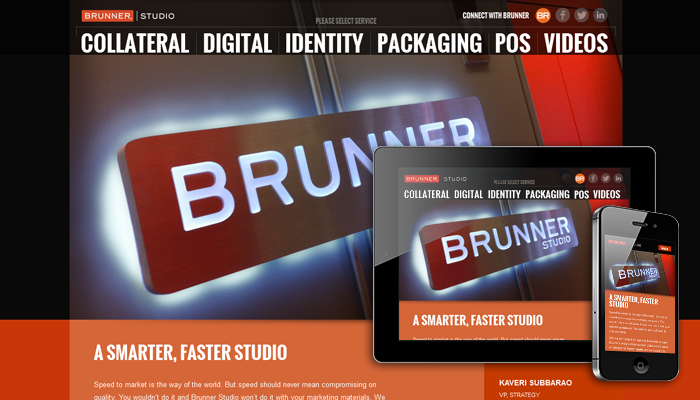 BRUNNER. STUDIO
PLEASE SELECT SERVICE
CONNECT WITH BRUNNER BR f in
COLLATERAL DIGITAL IDENTITY PACKAGING POS VIDEOS
BRUNNER
BRUNNER. STUDIO
PLEASE SELECT SERVICE
BR f in
COLLATERAL DIGITAL IDENTITY PACKAGING POS VIDEOS
BRUNNER
STUDIO
A SMARTER, FASTER STUDIO
BRUNNER
A SMARTER, FASTER
STUDIO
A SMARTER, FASTER STUDIO
Speed to market is the way of the world. But speed should never mean compromising on
quality. You wouldn't do it and Brunner Studio won't do it with your marketing materials. We
KAVERI SUBBARAO
VP, STRATEGY